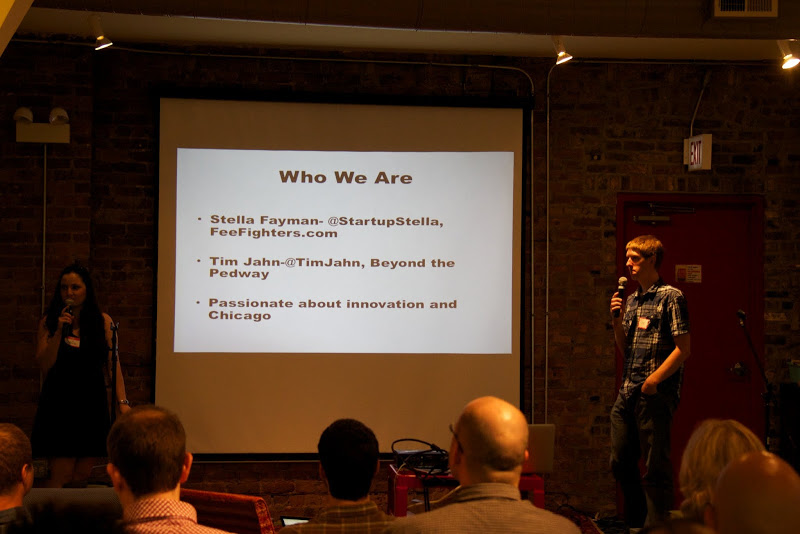 Who We Are
• Stella Fayman- @StartupStella,
FeeFighters.com
• Tim Jahn-@TimJahn, Beyond the
Pedway
• Passionate about innovation and
Chicago
EXIT